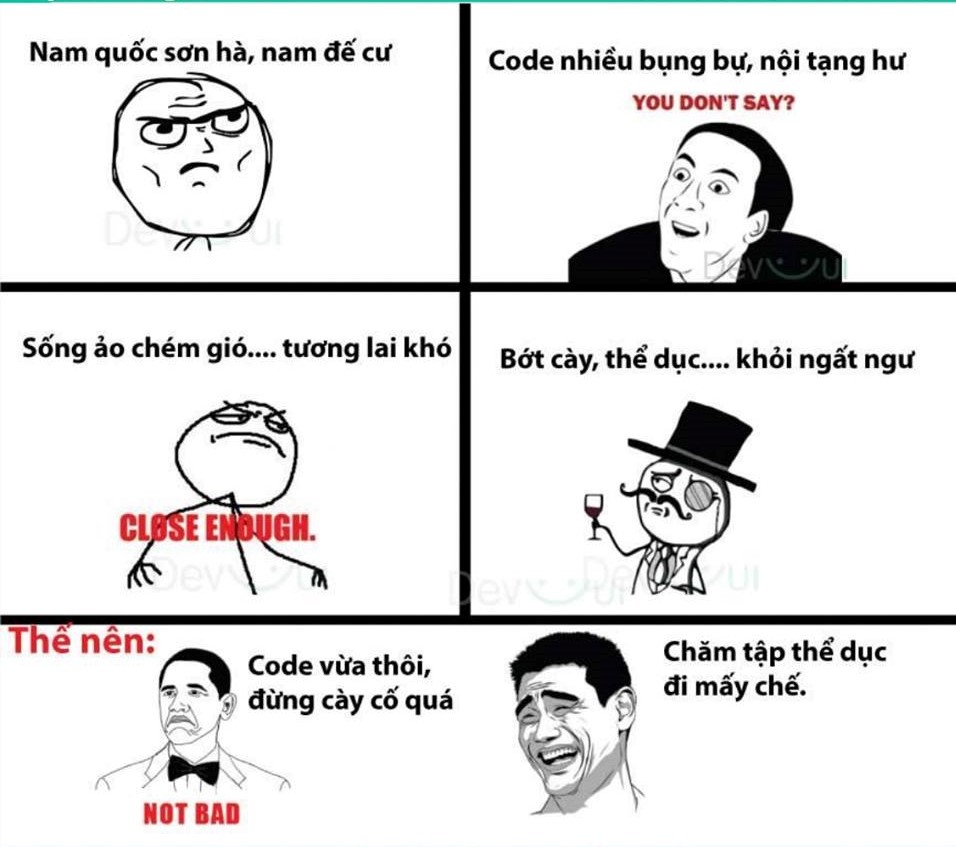 Nam quốc sơn hà, nam đế cư
Code nhiều bụng bự, nội tạng hư
YOU DON'T SAY?
Sống ảo chém gió.... tương lai khó
CLOSE ENOUGH.
Bớt cày, thể dục.... khỏi ngất ngư
Thế nên:
Code vừa thôi,
đừng cày cố quá
NOT BAD
Chăm tập thể dục
đi mấy chế.